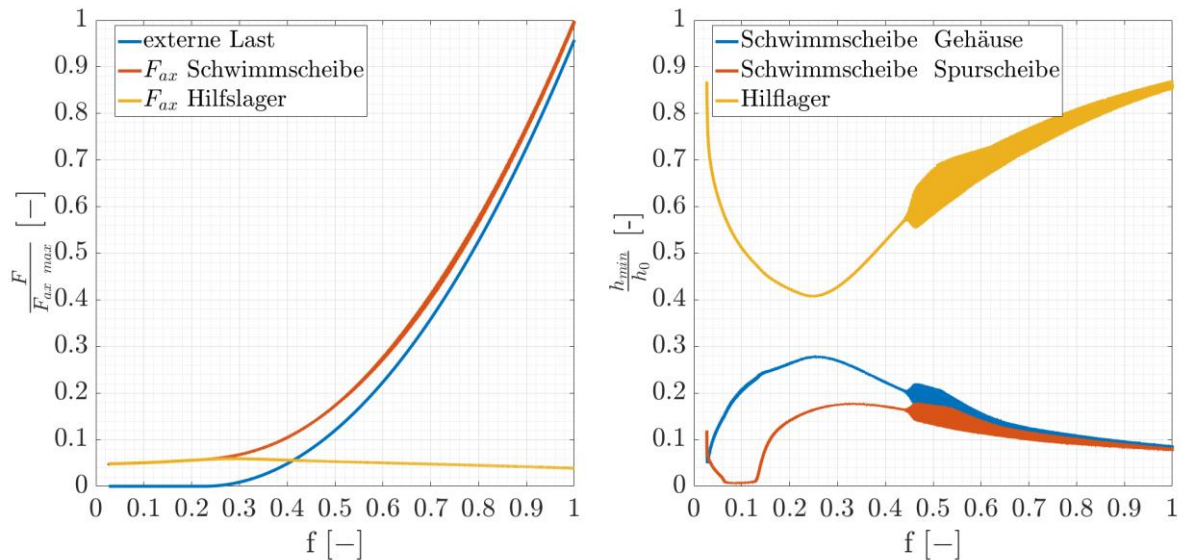 externe Last
F_ax Schwimmscheibe
F_ax Hilfslager
F / F_ax max [−]
1
0.9
0.8
0.7
0.6
0.5
0.4
0.3
0.2
0.1
0
0 0.1 0.2 0.3 0.4 0.5 0.6 0.7 0.8 0.9 1
f [−]
Schwimmscheibe Gehäuse
Schwimmscheibe Spurscheibe
Hilflager
h_min / h_0 [-]
1
0.9
0.8
0.7
0.6
0.5
0.4
0.3
0.2
0.1
0
0 0.1 0.2 0.3 0.4 0.5 0.6 0.7 0.8 0.9 1
f [−]